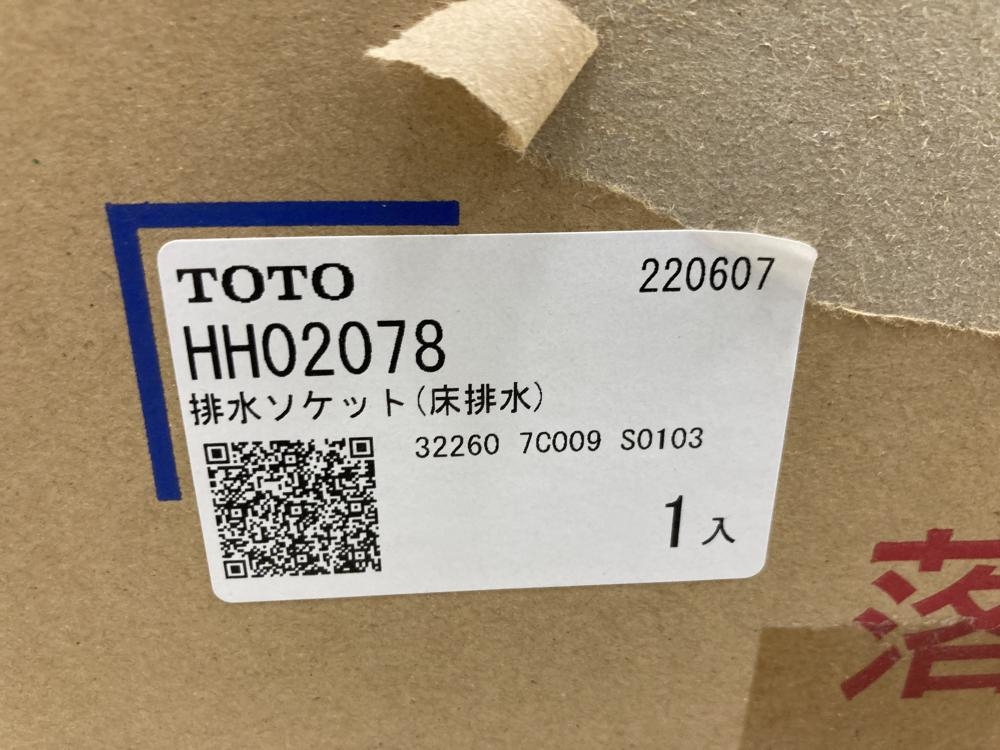 TOTO 220607
HH02078
排水ソケット(床排水)
32260 7C009 S0103
1入
落